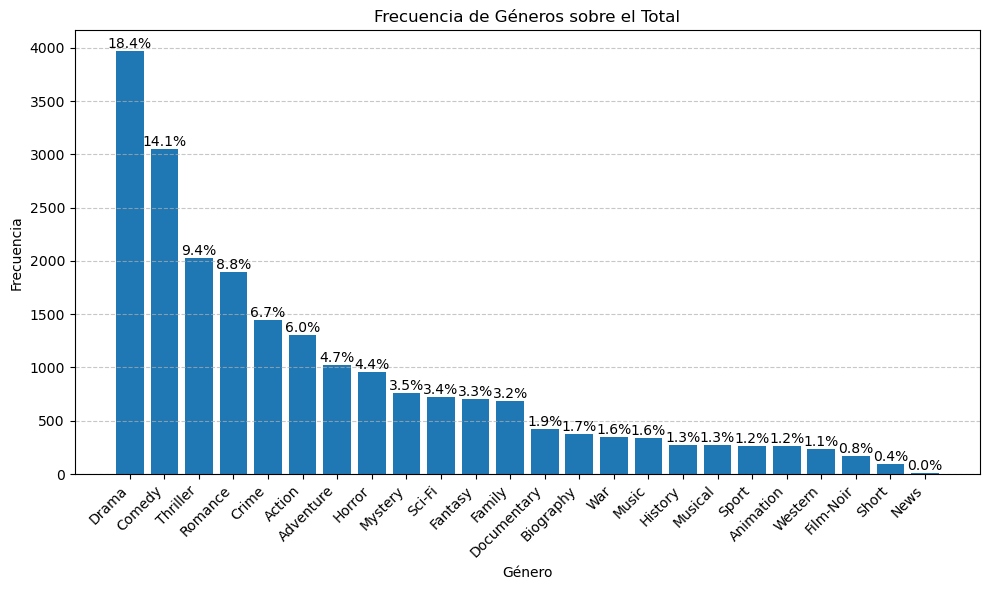 Frecuencia de Géneros sobre el Total
Frecuencia
4000
3500
3000
2500
2000
1500
1000
500
0
18.4%
14.1%
9.4%
8.8%
6.7%
6.0%
4.7%
4.4%
3.5%
3.4%
3.3%
3.2%
1.9%
1.7%
1.6%
1.6%
1.3%
1.3%
1.2%
1.2%
1.1%
0.8%
0.4%
0.0%
Drama
Comedy
Thriller
Romance
Crime
Action
Adventure
Horror
Mystery
Sci-Fi
Fantasy
Family
Documentary
Biography
War
Music
History
Musical
Sport
Animation
Western
Film-Noir
Short
News
Género